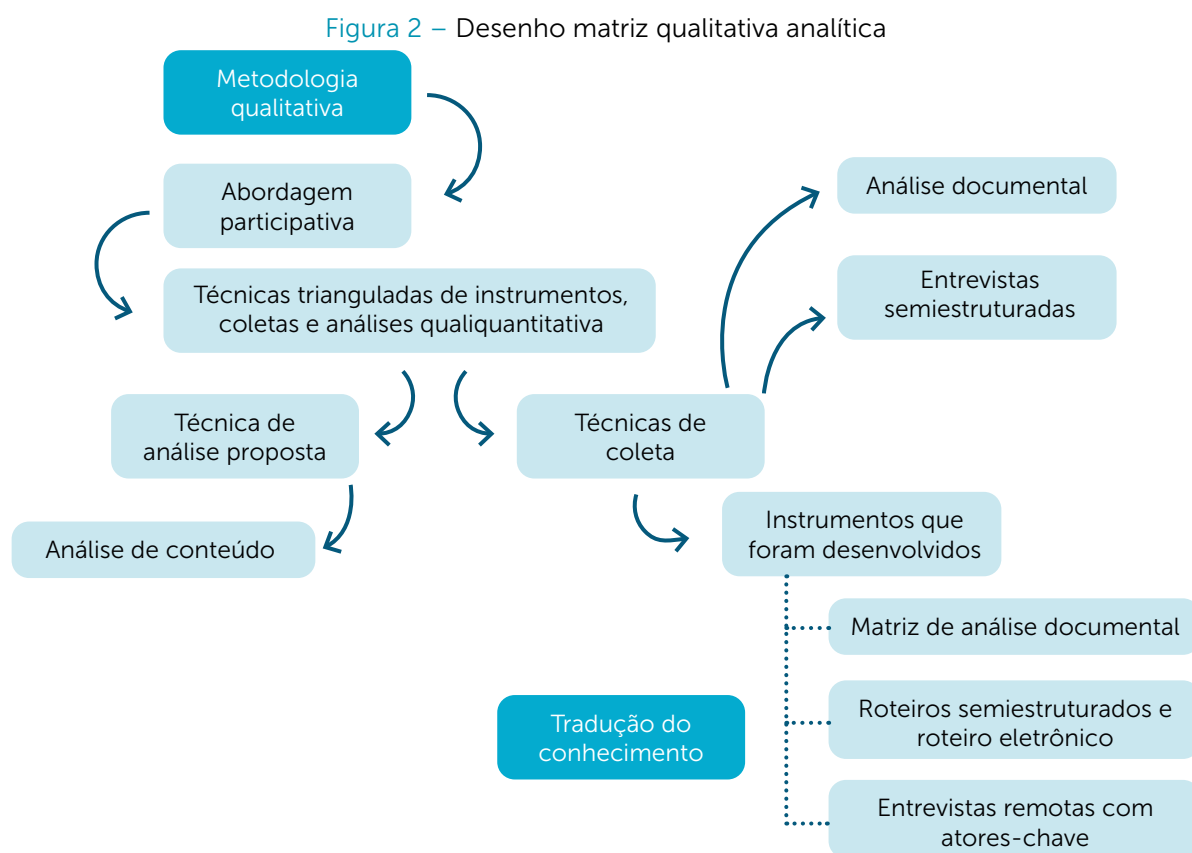 Figura 2 – Desenho matriz qualitativa analítica
Metodologia
qualitativa
Abordagem
participativa
Técnicas trianguladas de instrumentos,
coletas e análises qualiquantitativa
Análise documental
Entrevistas
semiestruturadas
Técnica de
análise proposta
Técnicas de
coleta
Análise de conteúdo
Instrumentos que
foram desenvolvidos
Matriz de análise documental
Roteiros semiestruturados e
roteiro eletrônico
Tradução do
conhecimento
Entrevistas remotas com
atores-chave